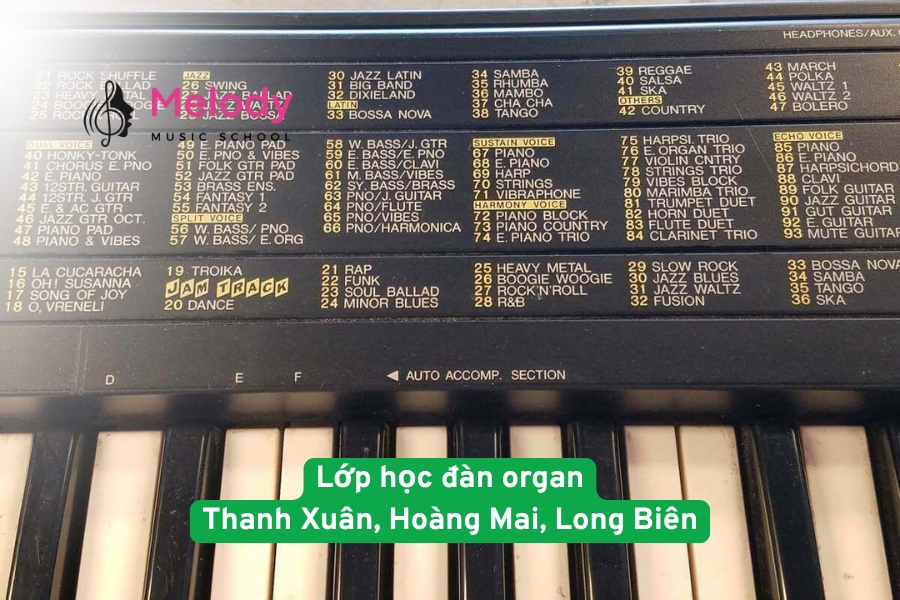 HEADPHONES/AUX.
21 ROCK SHUFFLE
22 ROCK
23 HEAVY
24
25
JAZZ
26 SWING
30 JAZZ LATIN
31 BIG BAND
32 DIXIELAND
LATIN
33 BOSSA NOVA
34 SAMBA
35 RHUMBA
36 MAMBO
37 CHA CHA
38 TANGO
39 REGGAE
40 SALSA
41 SKA
OTHERS
42 COUNTRY
43 MARCH
44 POLKA
45 WALTZ 1
46 WALTZ 2
47 BOLERO
Melody
MUSIC SCHOOL
DUAL VOICE
40 HONKY-TONK
41 CHORUS E. PNO
42 E. PIANO
43 12STR. GUITAR
44 12STR. J. GTR
45 E. & AC GTR
46 JAZZ GTR OCT.
47 PIANO PAD
48 PIANO & VIBES
49 E. PIANO PAD
50 E. PNO & VIBES
51 FOLK GTR PAD
52 JAZZ GTR PAD
53 BRASS ENS.
54 FANTASY 1
55 FANTASY 2
SPLIT VOICE
56 W. BASS/ PNO
57 W. BASS/ E. ORG
58 W. BASS/J. GTR
59 E. BASS/E. PNO
60 E. BASS/CLAVI
61 M. BASS/VIBES
62 SY. BASS/BRASS
63 PNO/J. GUITAR
64 PNO/FLUTE
65 PNO/VIBES
66 PNO/HARMONICA
SUSTAIN VOICE
67 PIANO
68 E. PIANO
69 HARP
70 STRINGS
71 VIBRAPHONE
HARMONY VOICE
72 PIANO BLOCK
73 PIANO COUNTRY
74 E. PIANO TRIO
75 HARPSI. TRIO
76 E. ORGAN TRIO
77 VIOLIN CNTRY
78 STRINGS TRIO
79 VIBES BLOCK
80 MARIMBA TRIO
81 TRUMPET DUET
82 HORN DUET
83 FLUTE DUET
84 CLARINET TRIO
ECHO VOICE
85 PIANO
86 E. PIANO
87 HARPSICHORD
88 CLAVI
89 FOLK GUITAR
90 JAZZ GUITAR
91 GUT GUITAR
92 E GUITAR
93 MUTE GUITAR
15 LA CUCARACHA
16 OH! SUSANNA
17 SONG OF JOY
18 O, VRENELI
19 TROIKA
JAM TRACK
20 DANCE
21 RAP
22 FUNK
23 SOUL BALLAD
24 MINOR BLUES
25 HEAVY METAL
26 BOOGIE WOOGIE
27 ROCK'N'ROLL
28 R&B
29 SLOW ROCK
30 JAZZ BLUES
31 JAZZ WALTZ
32 FUSION
33 BOSSA NOVA
34 SAMBA
35 TANGO
36 SKA
D E F ◄ AUTO ACCOMP. SECTION
Lớp học đàn organ
Thanh Xuân, Hoàng Mai, Long Biên